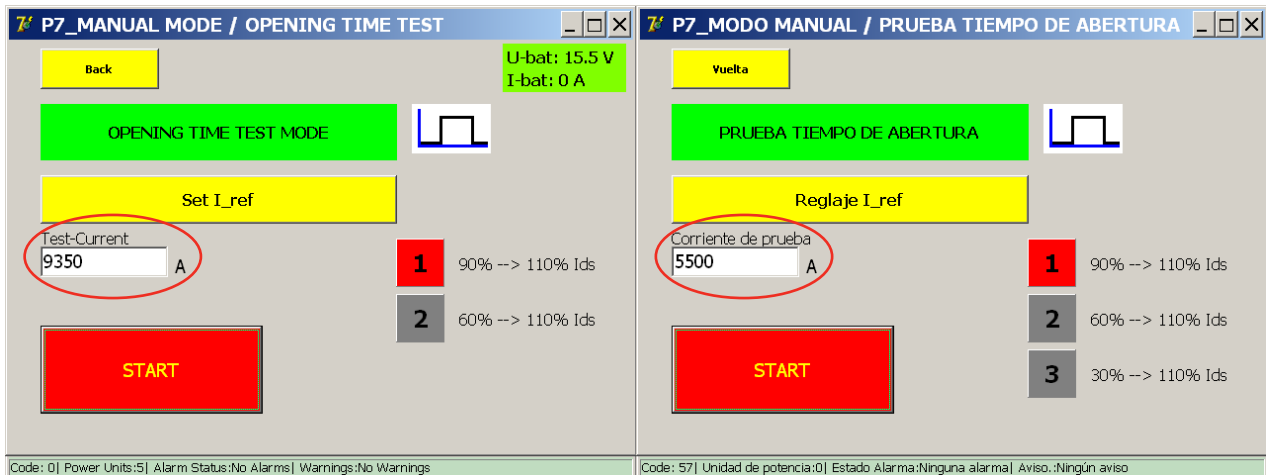 P7_MANUAL MODE / OPENING TIME TEST
Back
U-bat: 15.5 V
I-bat: 0 A
OPENING TIME TEST MODE
Set I_ref
Test-Current
9350 A
1 90% --> 110% Ids
2 60% --> 110% Ids
START
Code: 0| Power Units:5| Alarm Status:No Alarms| Warnings:No Warnings
P7_MODO MANUAL / PRUEBA TIEMPO DE ABERTURA
Vuelta
PRUEBA TIEMPO DE ABERTURA
Reglaje I_ref
Corriente de prueba
5500 A
1 90% --> 110% Ids
2 60% --> 110% Ids
3 30% --> 110% Ids
START
Code: 57| Unidad de potencia:0| Estado Alarma:Ninguna alarma| Aviso.:Ningún aviso